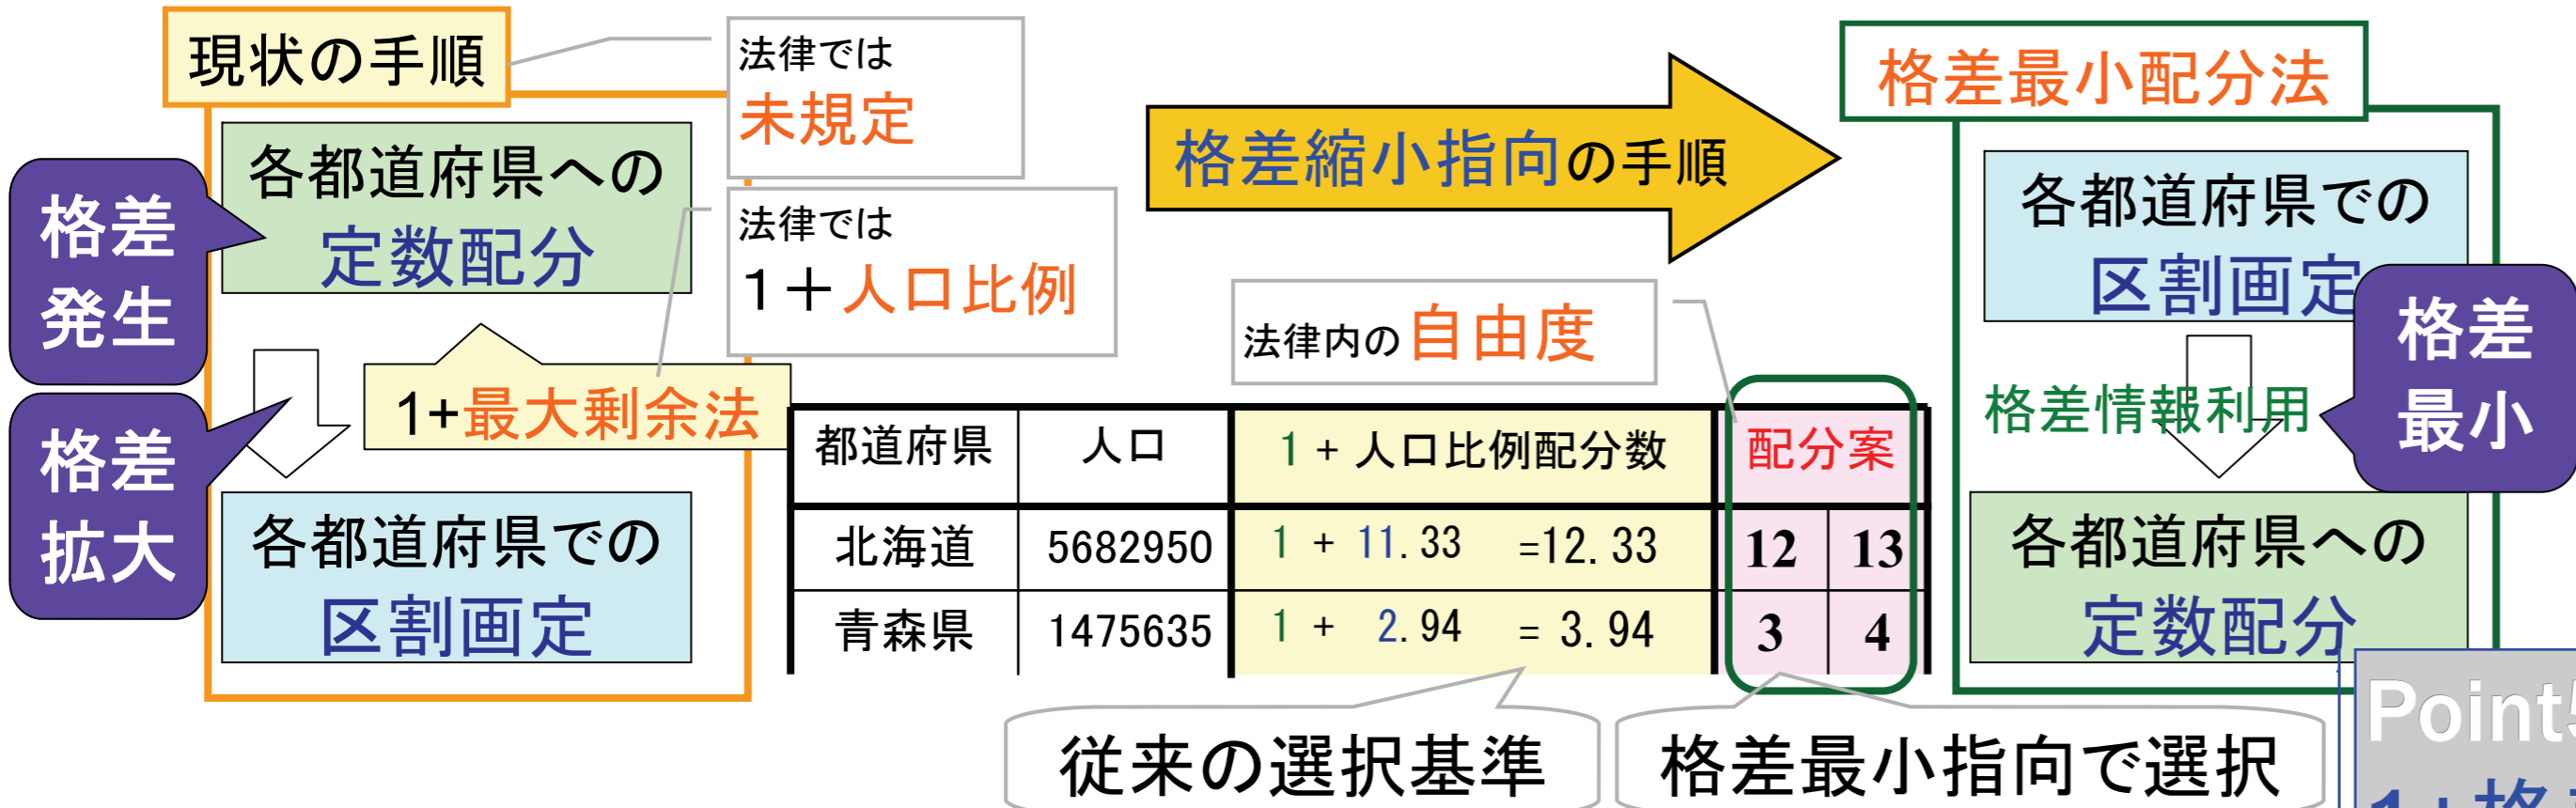 現状の手順
法律では
未規定
各都道府県への
定数配分
格差
発生
法律では
1＋人口比例
1+最大剰余法
格差
拡大
各都道府県での
区割画定
格差縮小指向の手順
法律内の自由度
都道府県 人口 1 + 人口比例配分数 配分案
北海道 5682950 1 + 11.33 =12.33 12 13
青森県 1475635 1 + 2.94 = 3.94 3 4
従来の選択基準
格差最小指向で選択
格差最小配分法
各都道府県での
区割画定
格差情報利用
格差
最小
各都道府県への
定数配分
Point5
1+格